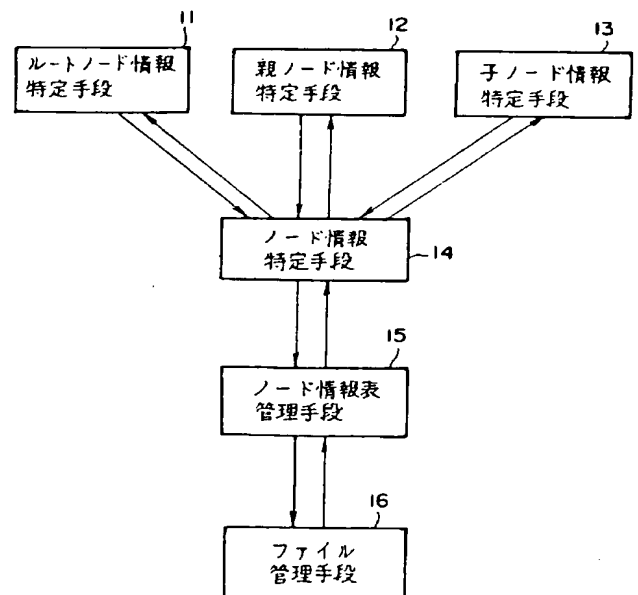 11
ルートノード情報
特定手段
12
親ノード情報
特定手段
13
子ノード情報
特定手段
ノード情報
特定手段
14
15
ノード情報表
管理手段
16
ファイル
管理手段